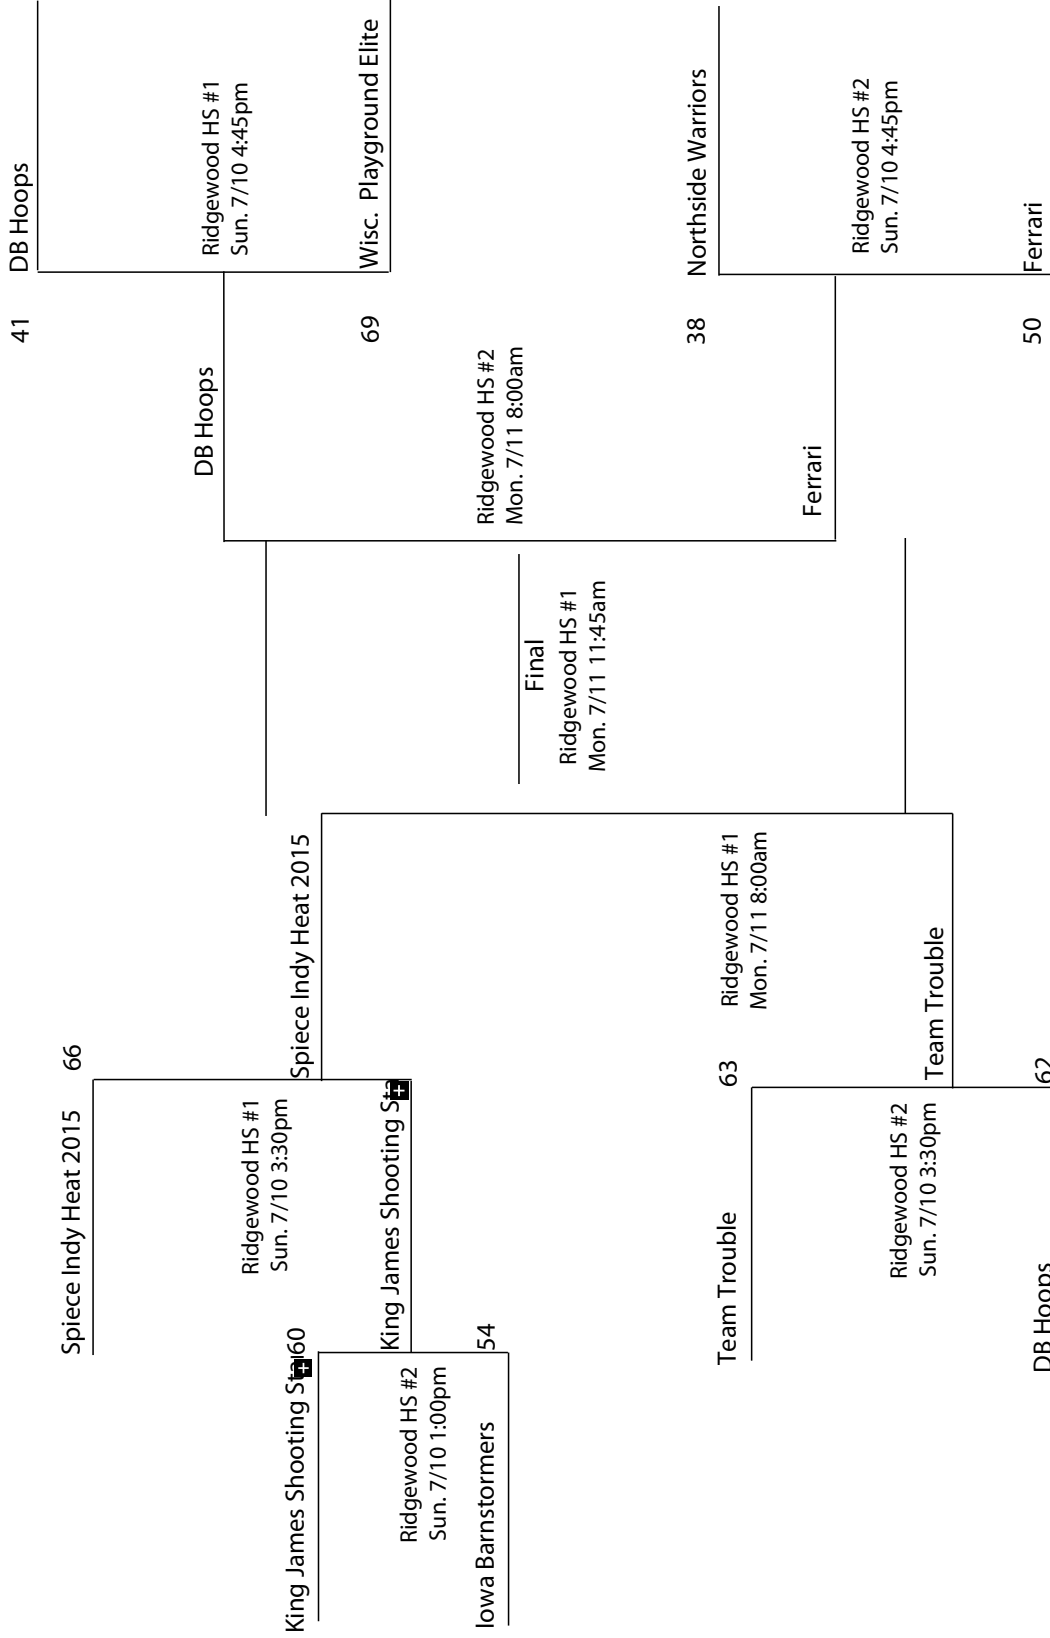 Spiece Indy Heat 2015
66
Ridgewood HS #1
Sun. 7/10 3:30pm
King James Shooting
60
Ridgewood HS #2
Sun. 7/10 1:00pm
Iowa Barnstormers
54
King James Shooting
Spiece Indy Heat 2015
Ridgewood HS #1
Mon. 7/11 8:00am
Team Trouble
63
Ridgewood HS #2
Sun. 7/10 3:30pm
DB Hoops
62
Team Trouble
Final
Ridgewood HS #1
Mon. 7/11 11:45am
DB Hoops
Ridgewood HS #2
Mon. 7/11 8:00am
Ferrari
41
DB Hoops
Ridgewood HS #1
Sun. 7/10 4:45pm
69
Wisc. Playground Elite
38
Northside Warriors
Ridgewood HS #2
Sun. 7/10 4:45pm
50
Ferrari